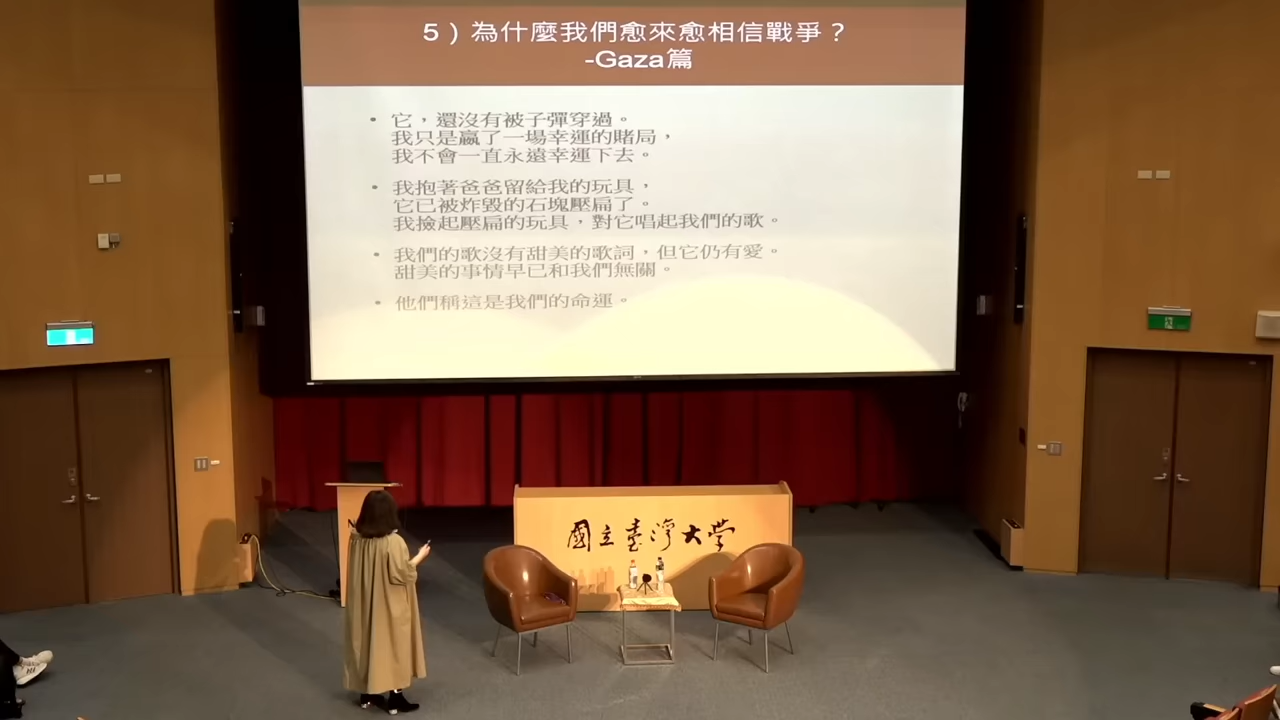 5）為什麼我們愈來愈相信戰爭？
-Gaza篇
• 它，還沒有被子彈穿過。
我只是贏了一場幸運的賭局，
我不會一直永遠幸運下去。
• 我抱著爸爸留給我的玩具，
它已被炸毀的石塊壓扁了。
我撿起壓扁的玩具，對它唱起我們的歌。
• 我們的歌沒有甜美的歌詞，但它仍有愛。
甜美的事情早已和我們無關。
• 他們稱這是我們的命運。
國立臺灣大學